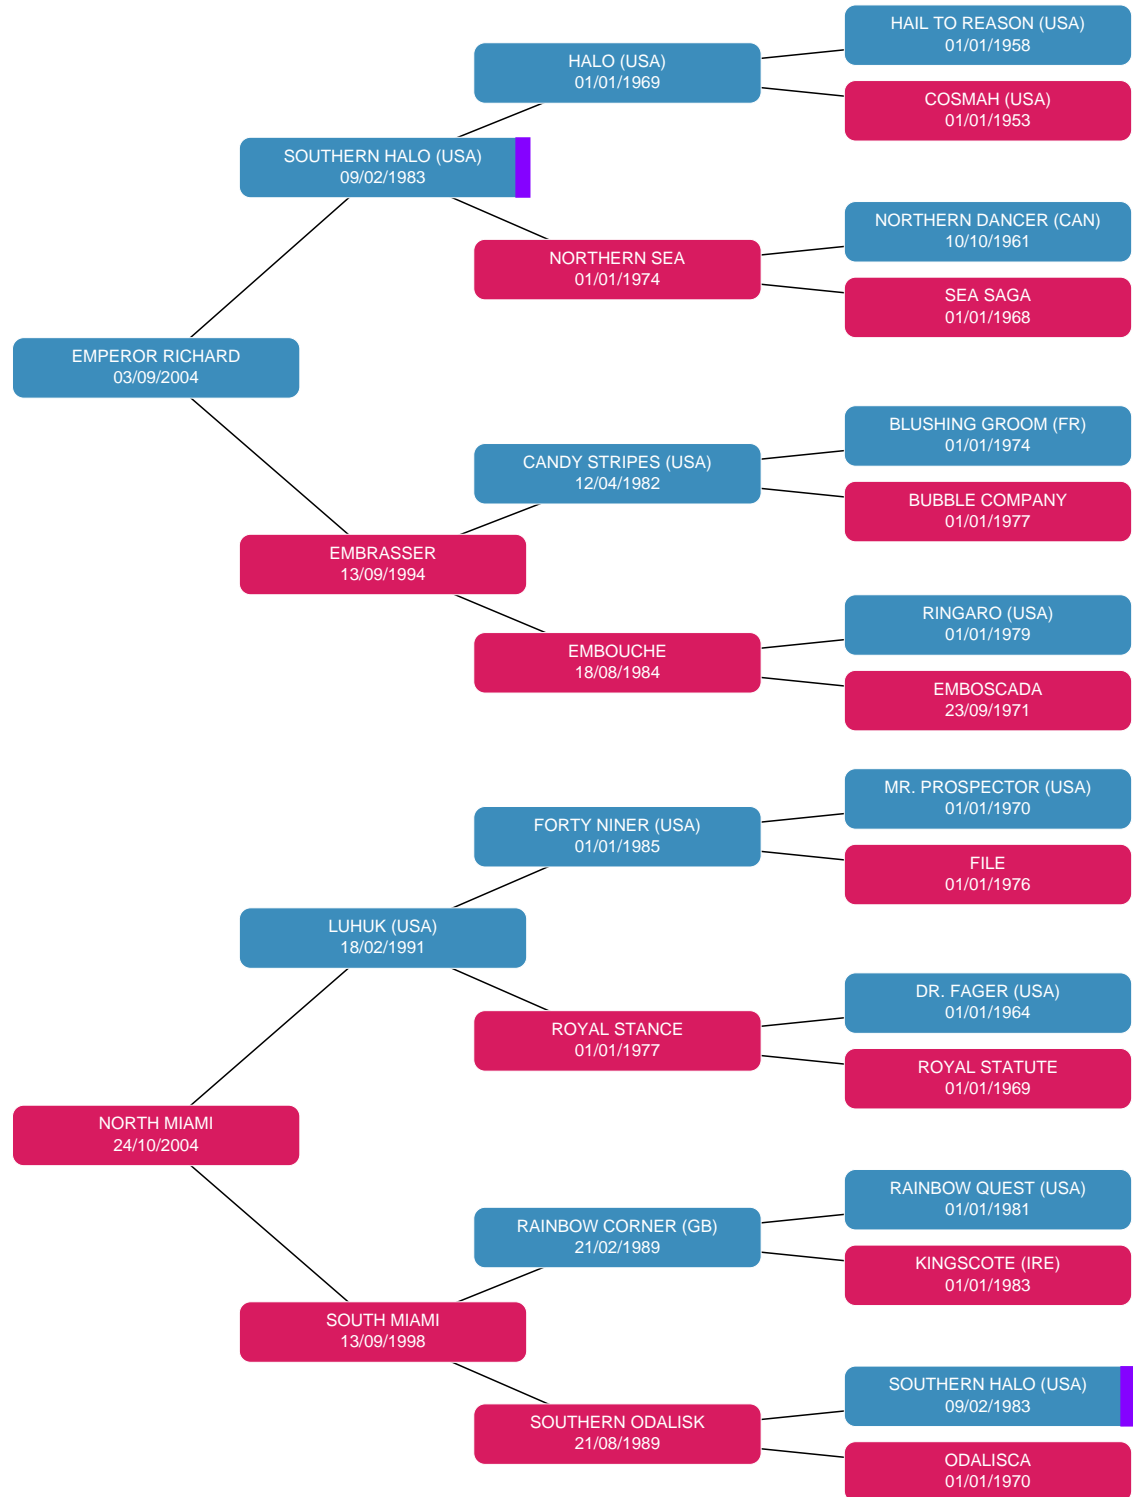 HAIL TO REASON (USA)
01/01/1958
HALO (USA)
01/01/1969
COSMAH (USA)
01/01/1953
SOUTHERN HALO (USA)
09/02/1983
NORTHERN DANCER (CAN)
10/10/1961
NORTHERN SEA
01/01/1974
SEA SAGA
01/01/1968
EMPEROR RICHARD
03/09/2004
BLUSHING GROOM (FR)
01/01/1974
CANDY STRIPES (USA)
12/04/1982
BUBBLE COMPANY
01/01/1977
EMBRASSER
13/09/1994
RINGARO (USA)
01/01/1979
EMBOUCHE
18/08/1984
EMBOSCADA
23/09/1971
MR. PROSPECTOR (USA)
01/01/1970
FORTY NINER (USA)
01/01/1985
FILE
01/01/1976
LUHUK (USA)
18/02/1991
DR. FAGER (USA)
01/01/1964
ROYAL STANCE
01/01/1977
ROYAL STATUTE
01/01/1969
NORTH MIAMI
24/10/2004
RAINBOW QUEST (USA)
01/01/1981
RAINBOW CORNER (GB)
21/02/1989
KINGSCOTE (IRE)
01/01/1983
SOUTH MIAMI
13/09/1998
SOUTHERN HALO (USA)
09/02/1983
SOUTHERN ODALISK
21/08/1989
ODALISCA
01/01/1970